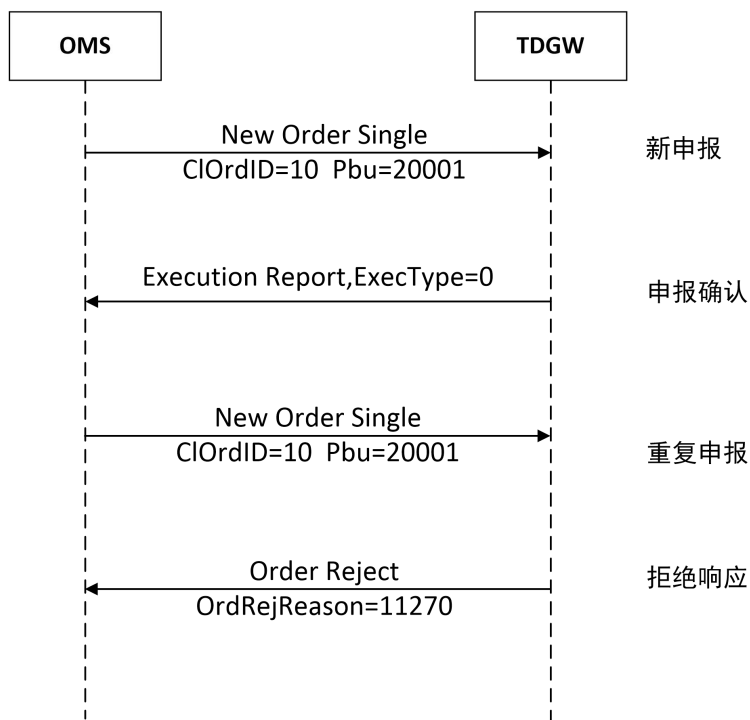 OMS
TDGW
New Order Single
ClOrdID=10 Pbu=20001
新申报
Execution Report,ExecType=0
申报确认
New Order Single
ClOrdID=10 Pbu=20001
重复申报
Order Reject
OrdRejReason=11270
拒绝响应